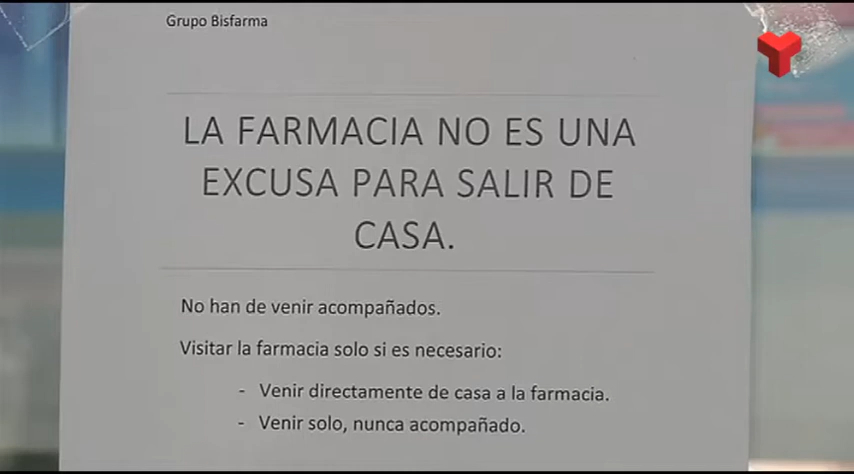 Grupo Bisfarma
LA FARMACIA NO ES UNA
EXCUSA PARA SALIR DE
CASA.
No han de venir acompañados.
Visitar la farmacia solo si es necesario:
- Venir directamente de casa a la farmacia.
- Venir solo, nunca acompañado.